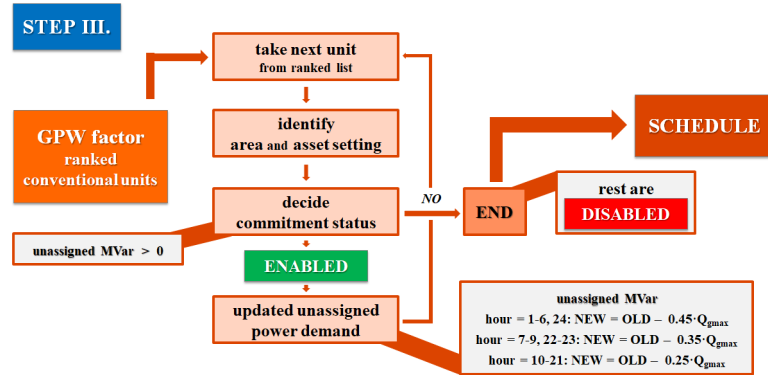 STEP III.
take next unit
from ranked list
GPW factor
ranked
conventional units
identify
area and asset setting
SCHEDULE
decide
commitment status
NO
END
rest are
DISABLED
unassigned MVar > 0
ENABLED
updated unassigned
power demand
unassigned MVar
hour = 1-6, 24: NEW = OLD – 0.45·Qgmax
hour = 7-9, 22-23: NEW = OLD – 0.35·Qgmax
hour = 10-21: NEW = OLD – 0.25·Qgmax